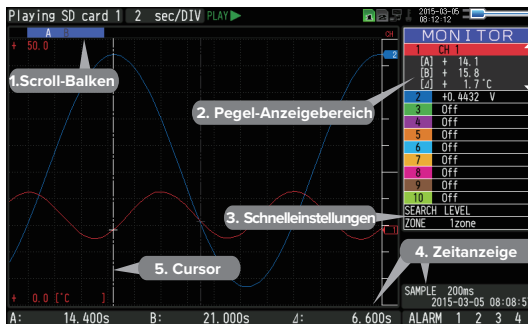 Playing SD card 1 2 sec/DIV PLAY
2015-03-05
08:12:12
A B
CH
+ 50.0
2
1.Scroll-Balken
2. Pegel-Anzeigebereich
3. Schnelleinstellungen
4. Zeitanzeige
5. Cursor
1
+ 0.0 [°C ]
A: 14.400s B: 21.000s ⊿: 6.600s
MONITOR
1 CH 1
[A] + 14.1
[B] + 15.8
[⊿] + 1.7°C
2 +0.4432 V
3 Off
4 Off
5 Off
6 Off
7 Off
8 Off
9 Off
10 Off
SEARCH LEVEL
ZONE 1zone
SAMPLE 200ms
2015-03-05 08:08:5
ALARM 1 2 3 4